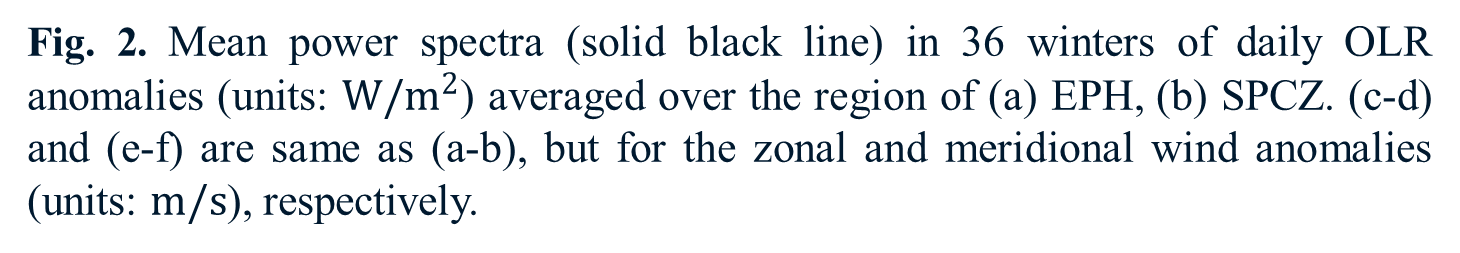 Fig. 2. Mean power spectra (solid black line) in 36 winters of daily OLR
anomalies (units: W/m²) averaged over the region of (a) EPH, (b) SPCZ. (c-d)
and (e-f) are same as (a-b), but for the zonal and meridional wind anomalies
(units: m/s), respectively.